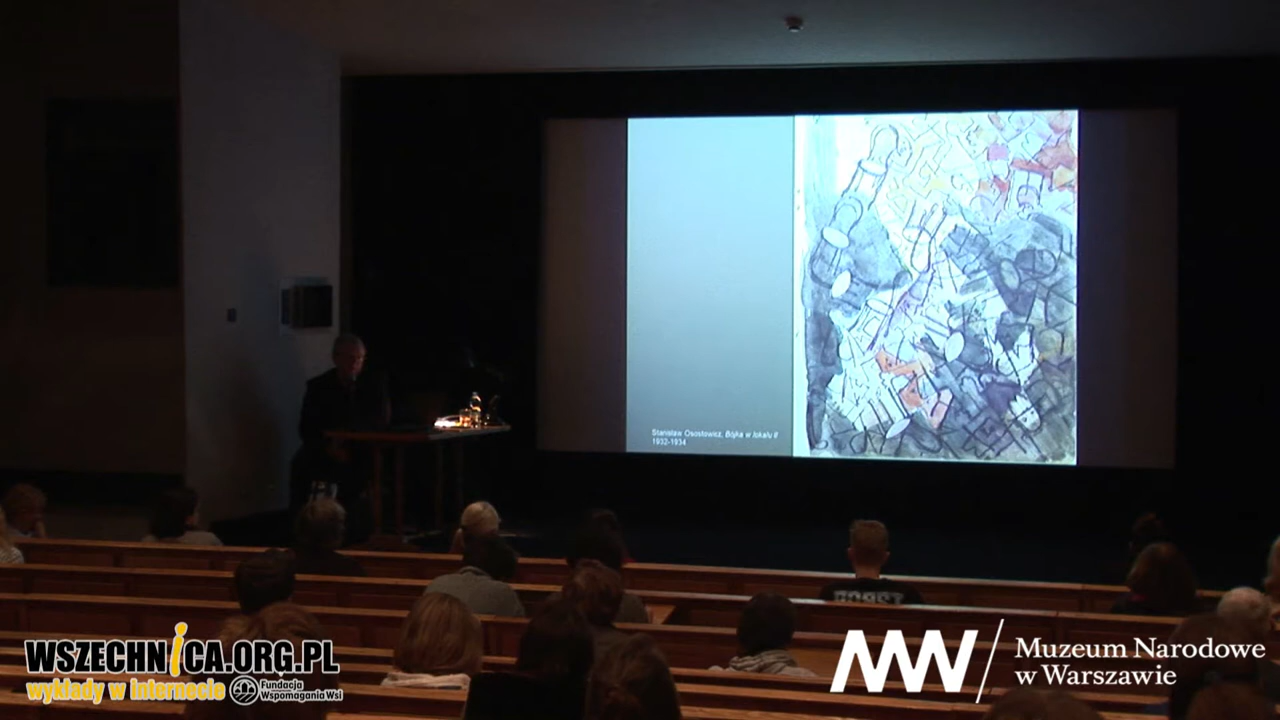 Stanisław Osostowicz, Bójka w lokalu II
1932-1934
WSZECHNiCA.ORG.PL
wykłady w internecie
Fundacja
Wspomagania Wsi
Muzeum Narodowe
w Warszawie